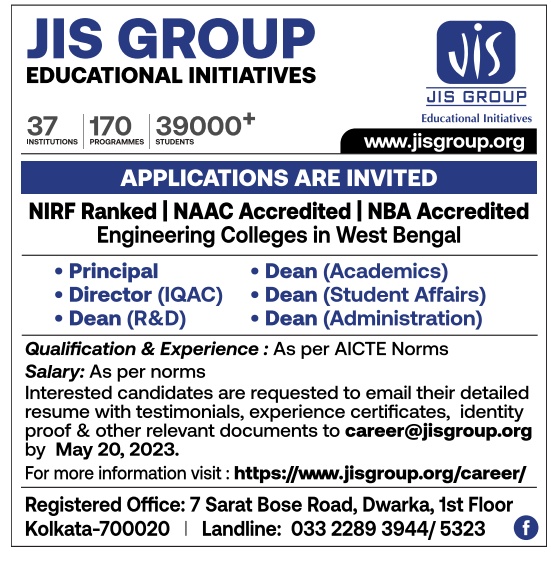 JIS GROUP
EDUCATIONAL INITIATIVES
37 INSTITUTIONS | 170 PROGRAMMES | 39000+ STUDENTS
JIS
JIS GROUP
Educational Initiatives
www.jisgroup.org
APPLICATIONS ARE INVITED
NIRF Ranked | NAAC Accredited | NBA Accredited
Engineering Colleges in West Bengal
• Principal
• Director (IQAC)
• Dean (R&D)
• Dean (Academics)
• Dean (Student Affairs)
• Dean (Administration)
Qualification & Experience : As per AICTE Norms
Salary: As per norms
Interested candidates are requested to email their detailed
resume with testimonials, experience certificates, identity
proof & other relevant documents to career@jisgroup.org
by May 20, 2023.
For more information visit : https://www.jisgroup.org/career/
Registered Office: 7 Sarat Bose Road, Dwarka, 1st Floor
Kolkata-700020 | Landline: 033 2289 3944/ 5323
f